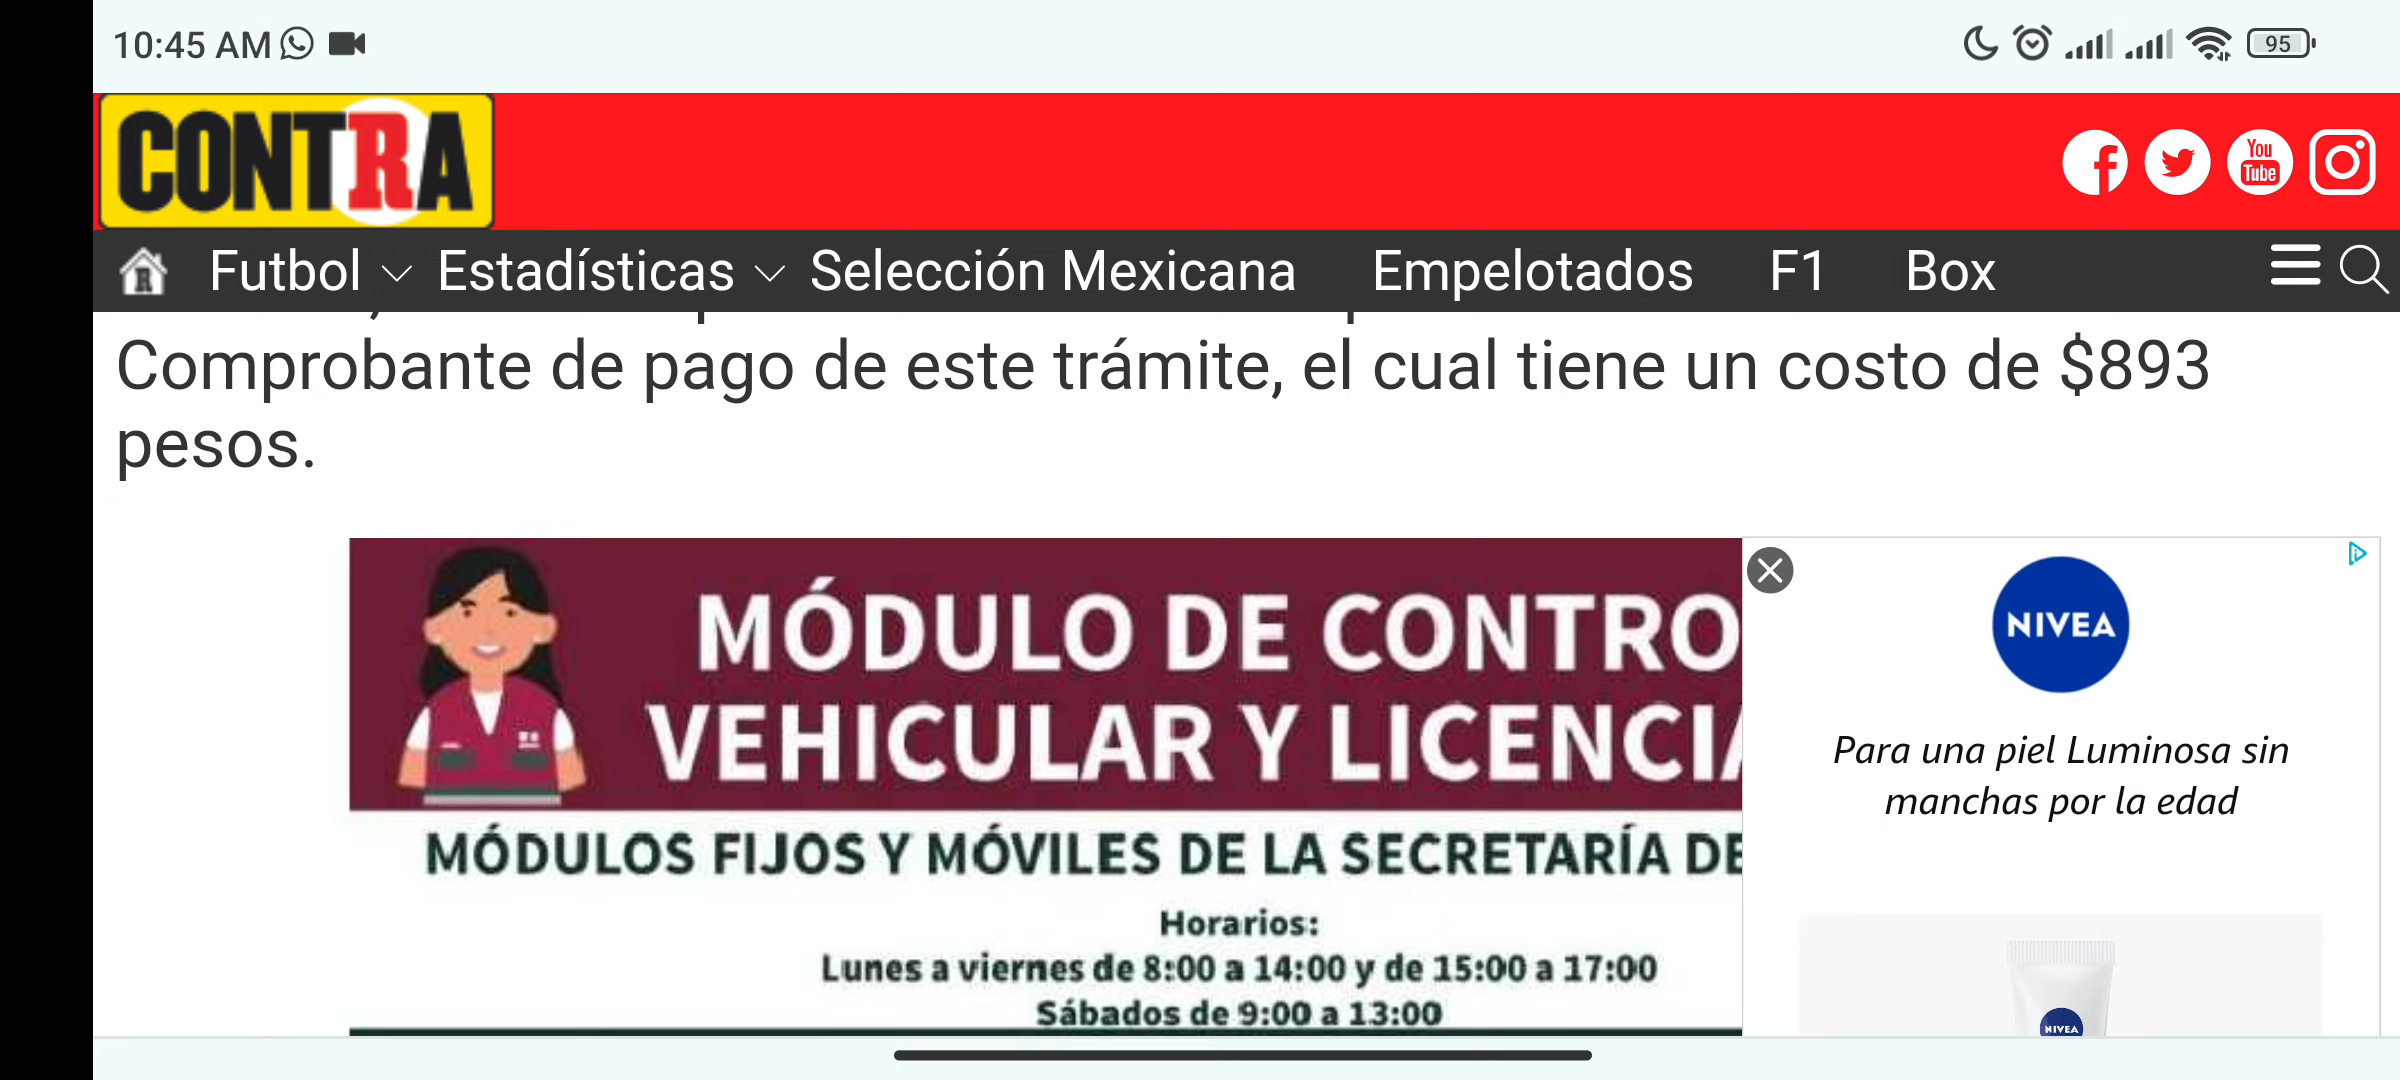 10:45 AM
95
CONTRA
You
Tube
Futbol Estadísticas Selección Mexicana Empelotados F1 Box
Comprobante de pago de este trámite, el cual tiene un costo de $893
pesos.
MÓDULO DE CONTRO
VEHICULAR Y LICENCIA
MÓDULOS FIJOS Y MÓVILES DE LA SECRETARÍA DE
Horarios:
Lunes a viernes de 8:00 a 14:00 y de 15:00 a 17:00
Sábados de 9:00 a 13:00
NIVEA
Para una piel Luminosa sin
manchas por la edad
NIVEA